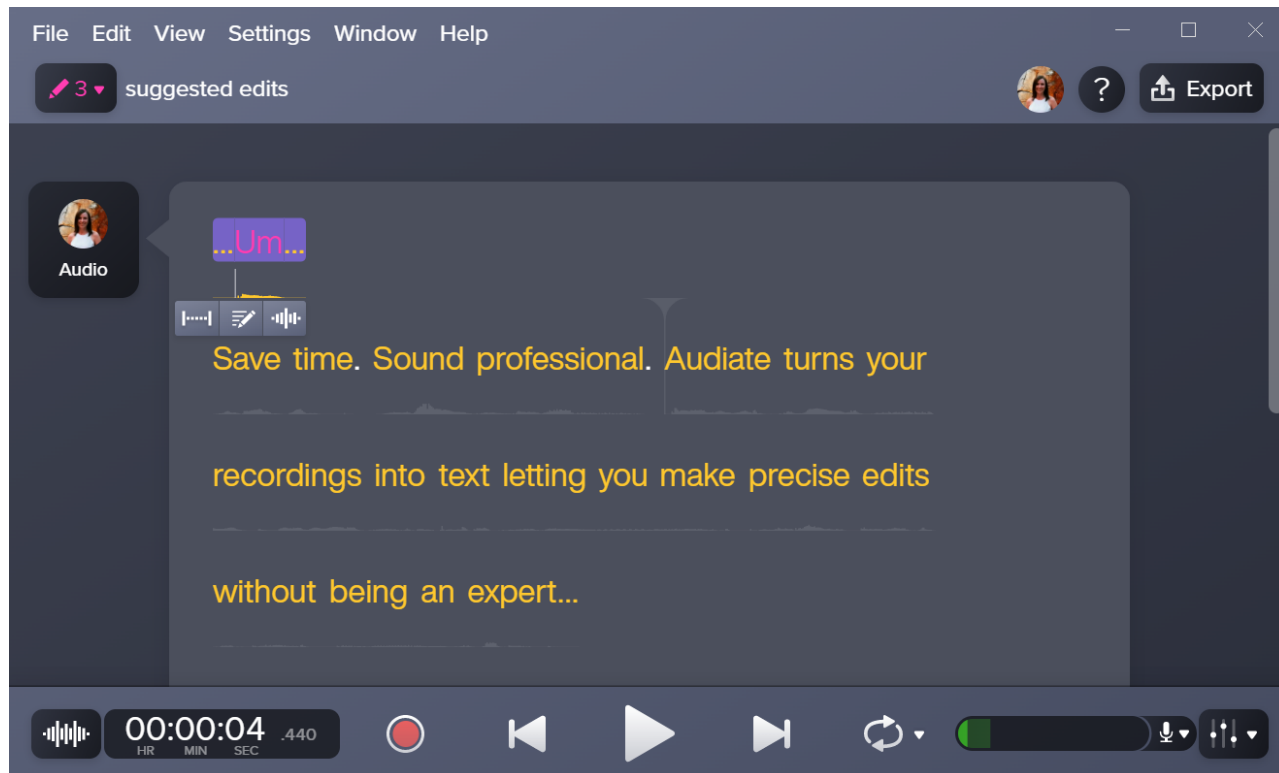 File Edit View Settings Window Help
3 suggested edits
? Export
Audio
...Um...
Save time. Sound professional. Audiate turns your
recordings into text letting you make precise edits
without being an expert...
00:00:04 .440
HR MIN SEC